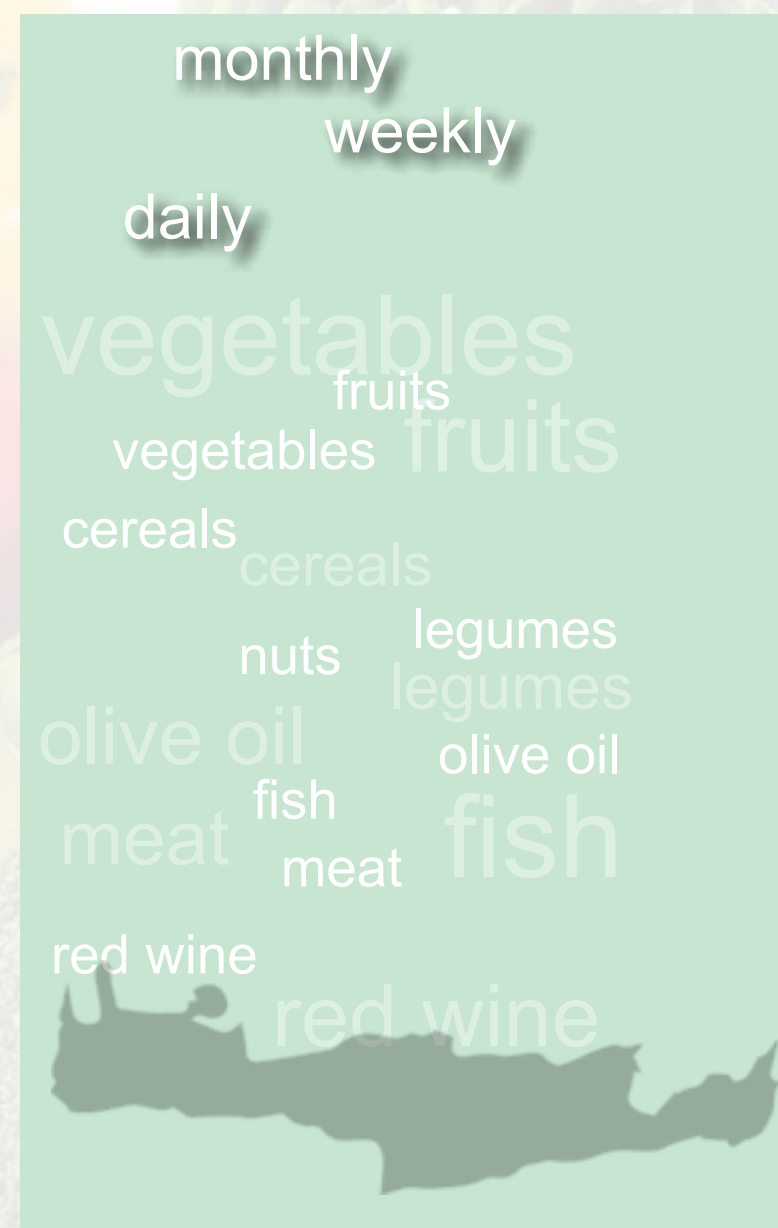 monthly
weekly
daily
vegetables
fruits
fruits
vegetables
cereals
cereals
legumes
nuts
legumes
olive oil
olive oil
fish
fish
meat
meat
red wine
red wine